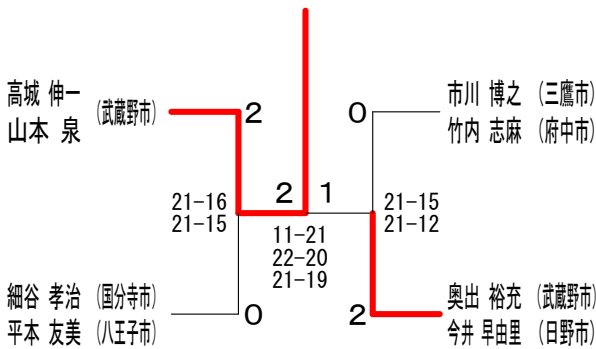 高城 伸一
山本 泉
(武蔵野市)
2
0
市川 博之 (三鷹市)
竹内 志麻 (府中市)
21-16
21-15
2
1
21-15
21-12
11-21
22-20
21-19
細谷 孝治 (国分寺市)
平本 友美 (八王子市)
0
2
奥出 裕充 (武蔵野市)
今井 早由里 (日野市)